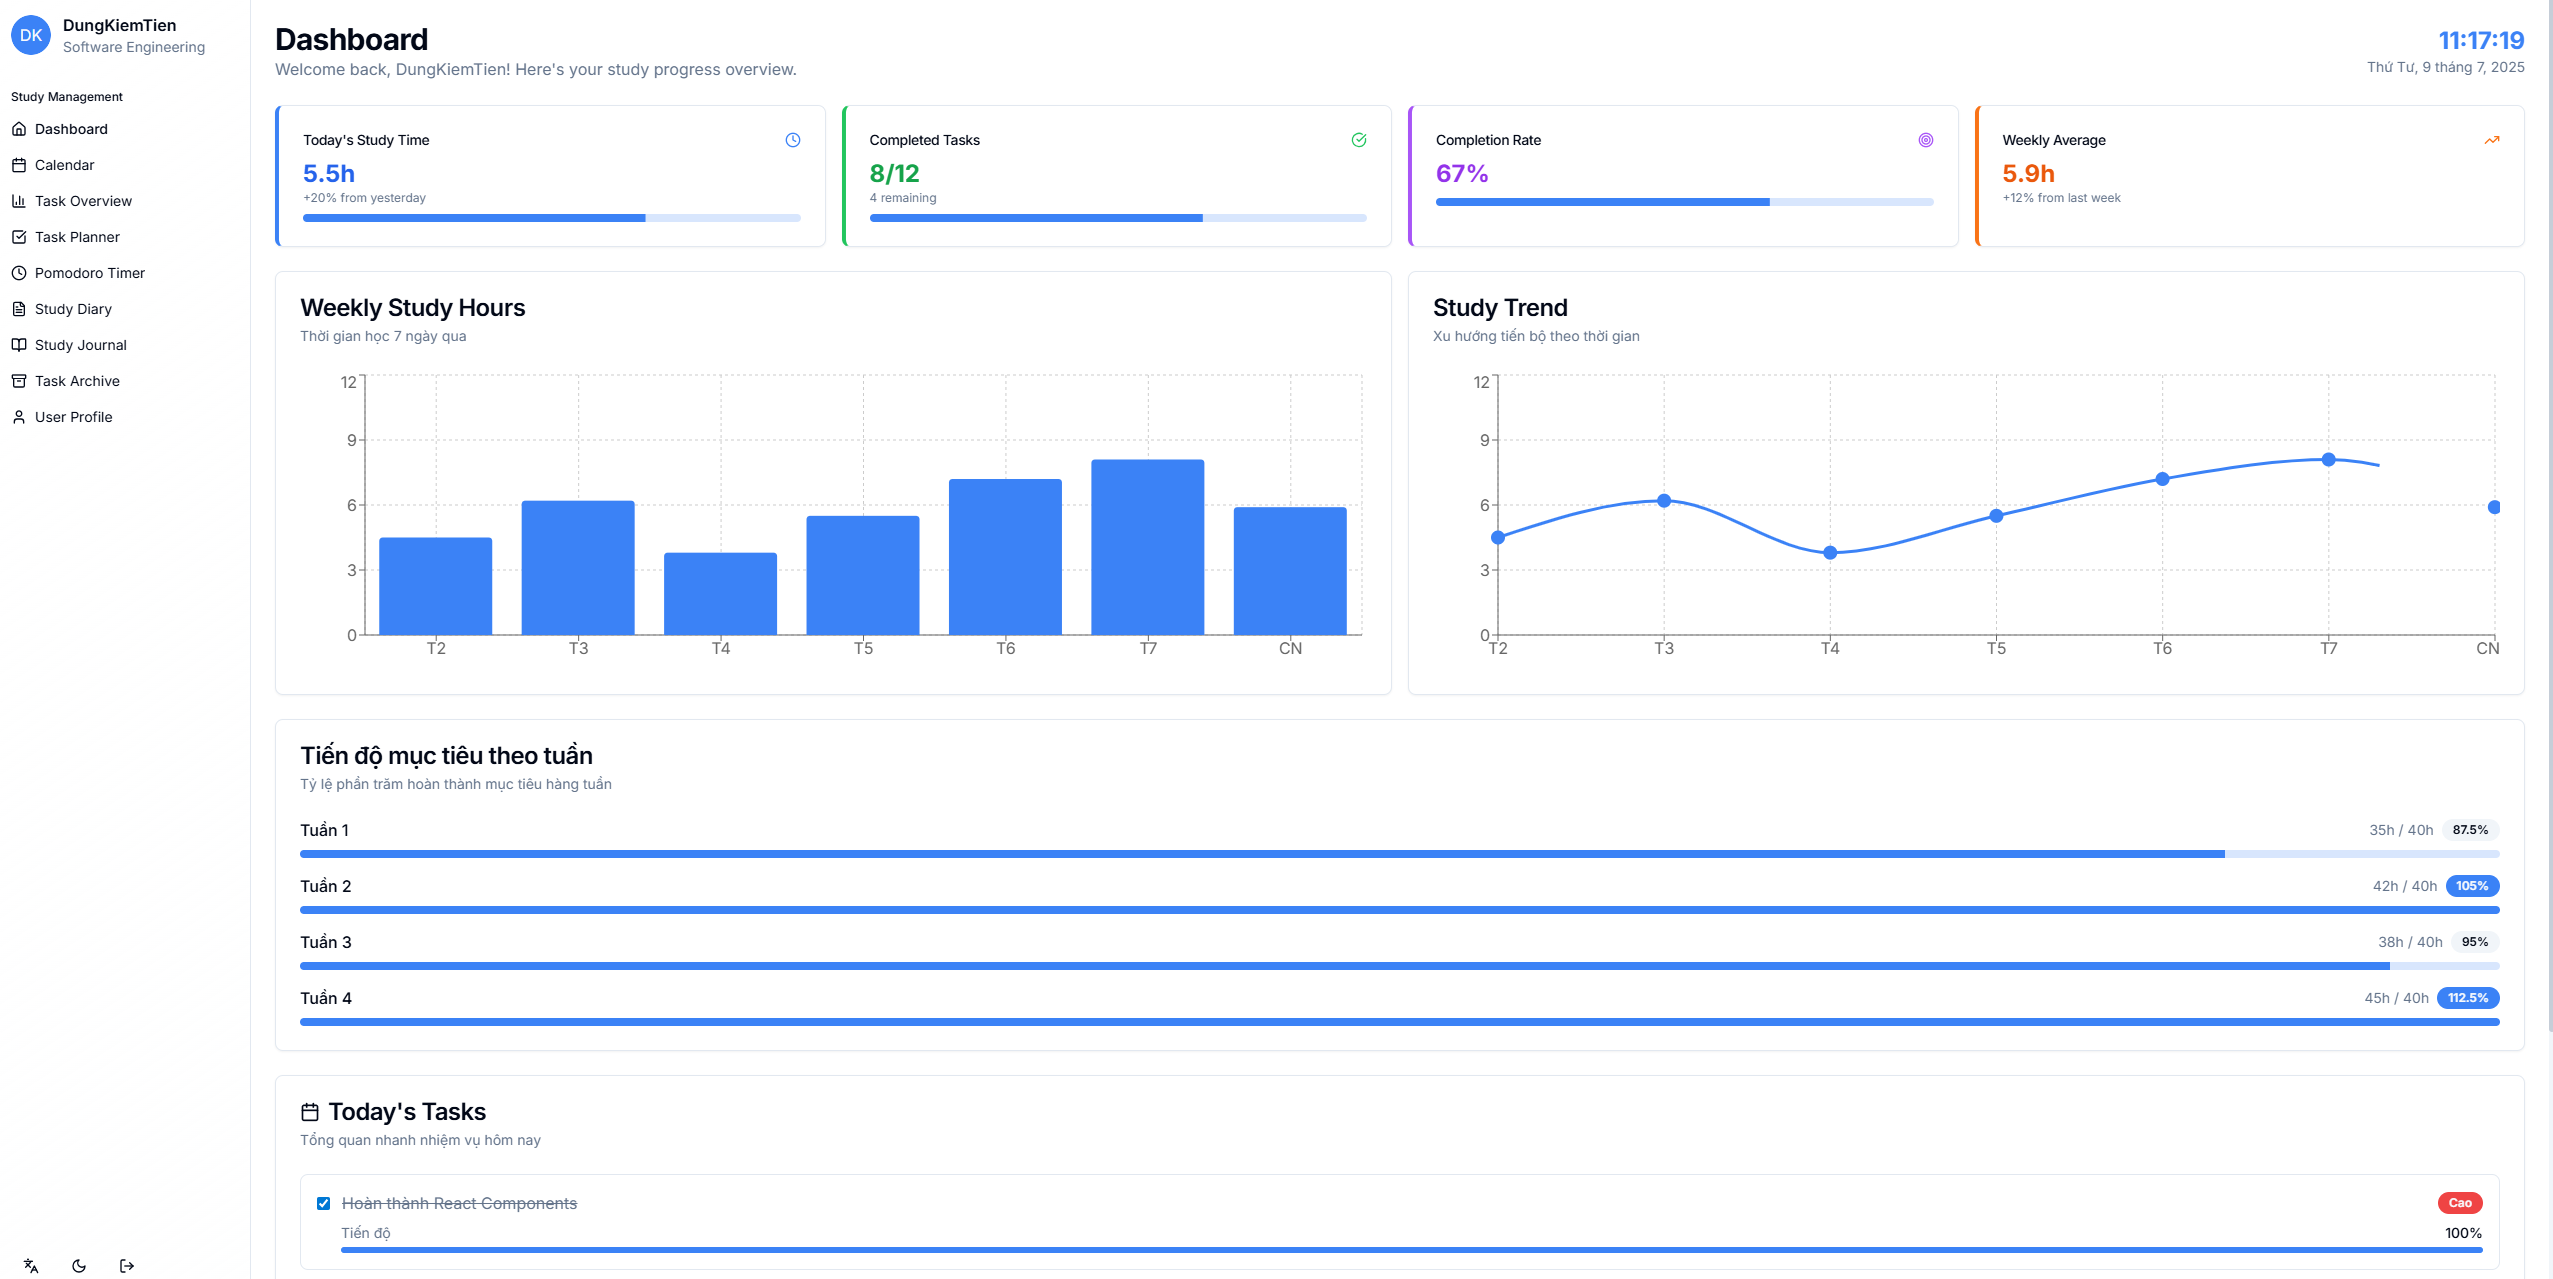 DK
DungKiemTien
Software Engineering
Study Management
Dashboard
Calendar
Task Overview
Task Planner
Pomodoro Timer
Study Diary
Study Journal
Task Archive
User Profile
Dashboard
Welcome back, DungKiemTien! Here's your study progress overview.
11:17:19
Thứ Tư, 9 tháng 7, 2025
Today's Study Time
5.5h
+20% from yesterday
Completed Tasks
8/12
4 remaining
Completion Rate
67%
Weekly Average
5.9h
+12% from last week
Weekly Study Hours
Thời gian học 7 ngày qua
12
9
6
3
0
T2 T3 T4 T5 T6 T7 CN
Study Trend
Xu hướng tiến bộ theo thời gian
12
9
6
3
0
T2 T3 T4 T5 T6 T7 CN
Tiến độ mục tiêu theo tuần
Tỷ lệ phần trăm hoàn thành mục tiêu hàng tuần
Tuần 1 35h / 40h 87.5%
Tuần 2 42h / 40h 105%
Tuần 3 38h / 40h 95%
Tuần 4 45h / 40h 112.5%
Today's Tasks
Tổng quan nhanh nhiệm vụ hôm nay
Hoàn thành React Components Cao
Tiến độ 100%